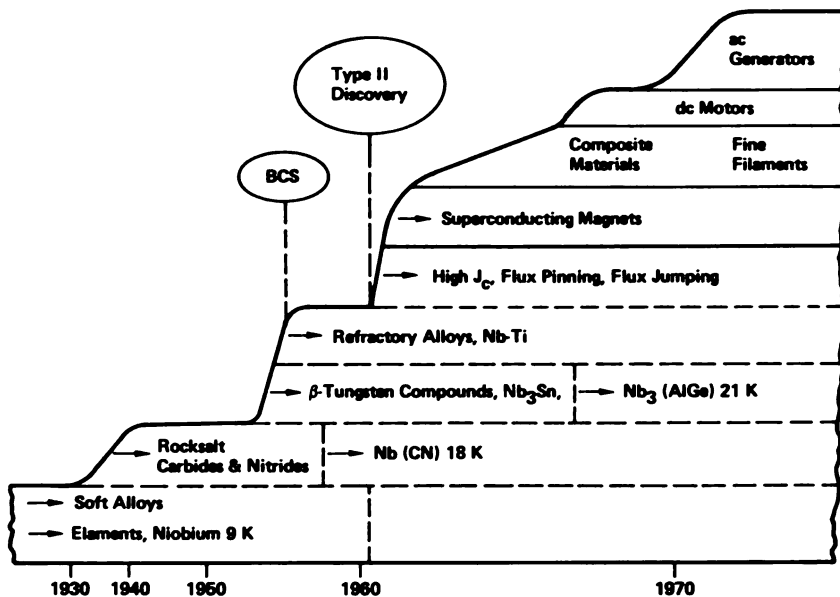 ac
Generators
Type II
Discovery
dc Motors
Composite
Materials
Fine
Filaments
BCS
Superconducting Magnets
High Jc, Flux Pinning, Flux Jumping
Refractory Alloys, Nb-Ti
β-Tungsten Compounds, Nb3Sn,
Nb3 (AlGe) 21 K
Rocksalt
Carbides & Nitrides
Nb (CN) 18 K
Soft Alloys
Elaments, Niobium 9 K
1930 1940 1950 1960 1970